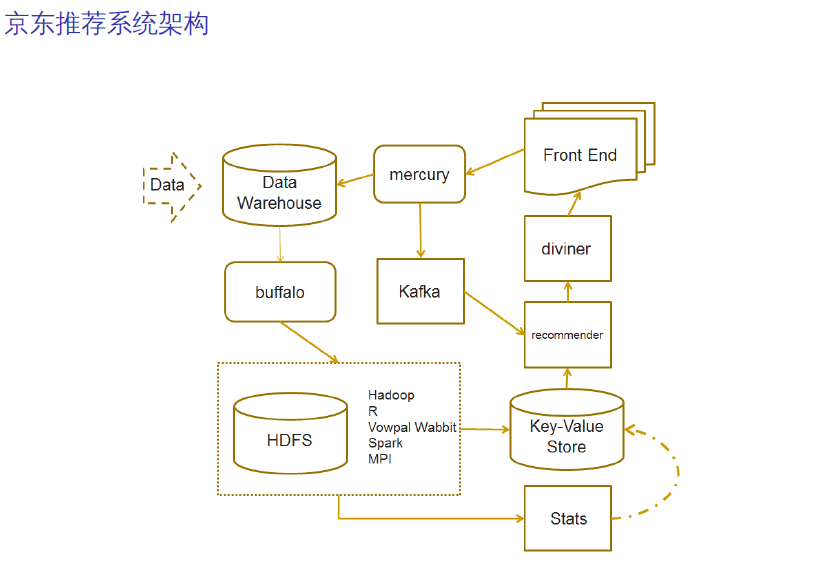 京东推荐系统架构
Front End
Data
Data
Warehouse
mercury
diviner
buffalo
Kafka
recommender
Hadoop
R
Vowpal Wabbit
Spark
MPI
HDFS
Key-Value
Store
Stats